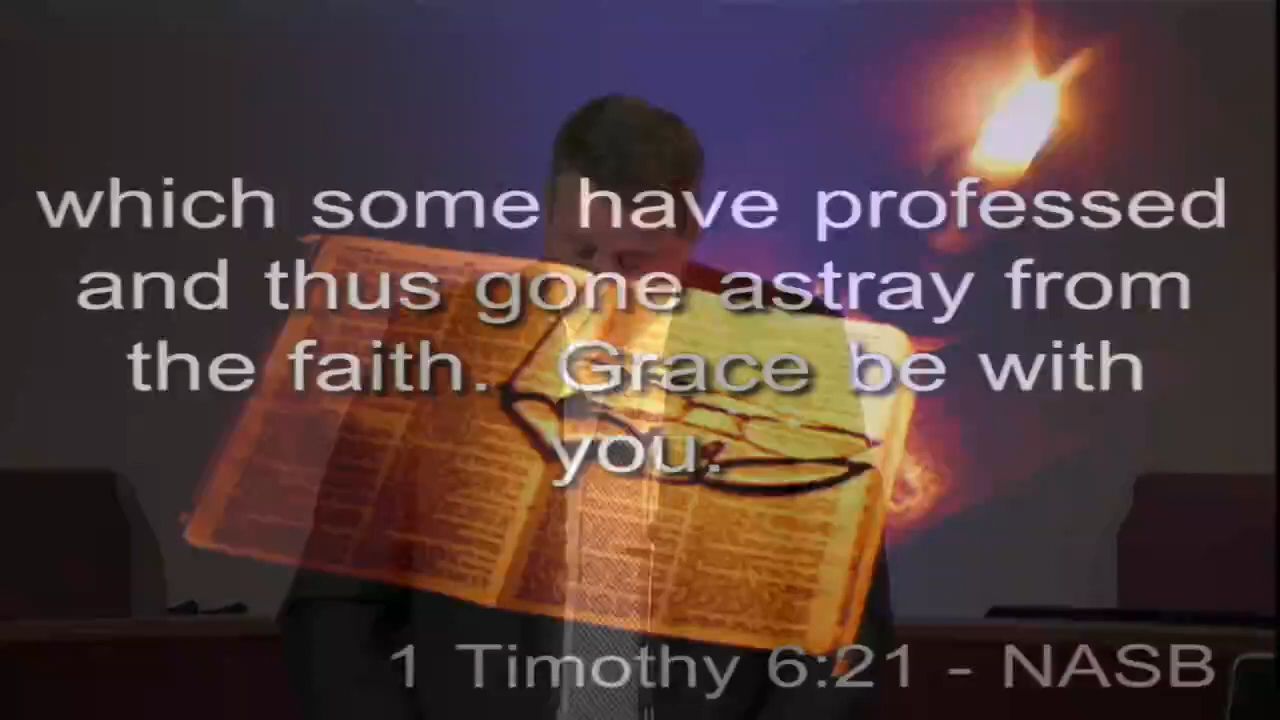 which some have professed
and thus gone astray from
the faith.  Grace be with
you.
1 Timothy 6:21 - NASB